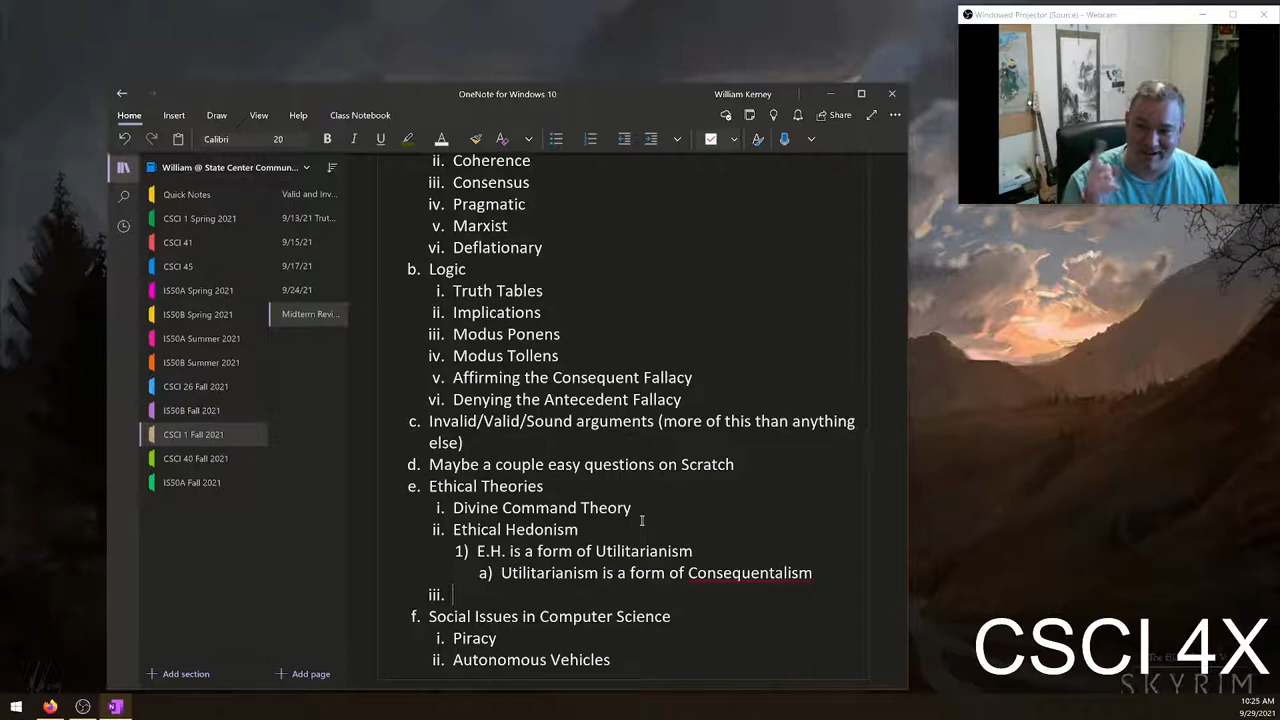 Windowed Projector (Source) - Webcam
OneNote for Windows 10
William Kerney
Home Insert Draw View Help Class Notebook
Share
Calibri 20 B I U A
William @ State Center Commun...
Quick Notes
CSCI 1 Spring 2021
CSCI 41
CSCI 45
IS50A Spring 2021
IS50B Spring 2021
IS50A Summer 2021
IS50B Summer 2021
CSCI 26 Fall 2021
IS50B Fall 2021
CSCI 1 Fall 2021
CSCI 40 Fall 2021
IS50A Fall 2021
Add section
Valid and Inv...
9/13/21 Trut...
9/15/21
9/17/21
9/24/21
Midterm Revi...
Add page
ii. Coherence
iii. Consensus
iv. Pragmatic
v. Marxist
vi. Deflationary
b. Logic
i. Truth Tables
ii. Implications
iii. Modus Ponens
iv. Modus Tollens
v. Affirming the Consequent Fallacy
vi. Denying the Antecedent Fallacy
c. Invalid/Valid/Sound arguments (more of this than anything
else)
d. Maybe a couple easy questions on Scratch
e. Ethical Theories
i. Divine Command Theory
ii. Ethical Hedonism
1) E.H. is a form of Utilitarianism
a) Utilitarianism is a form of Consequentalism
iii.
f. Social Issues in Computer Science
i. Piracy
ii. Autonomous Vehicles
CSCI 4X
SKYRIM
10:25 AM
9/29/2021